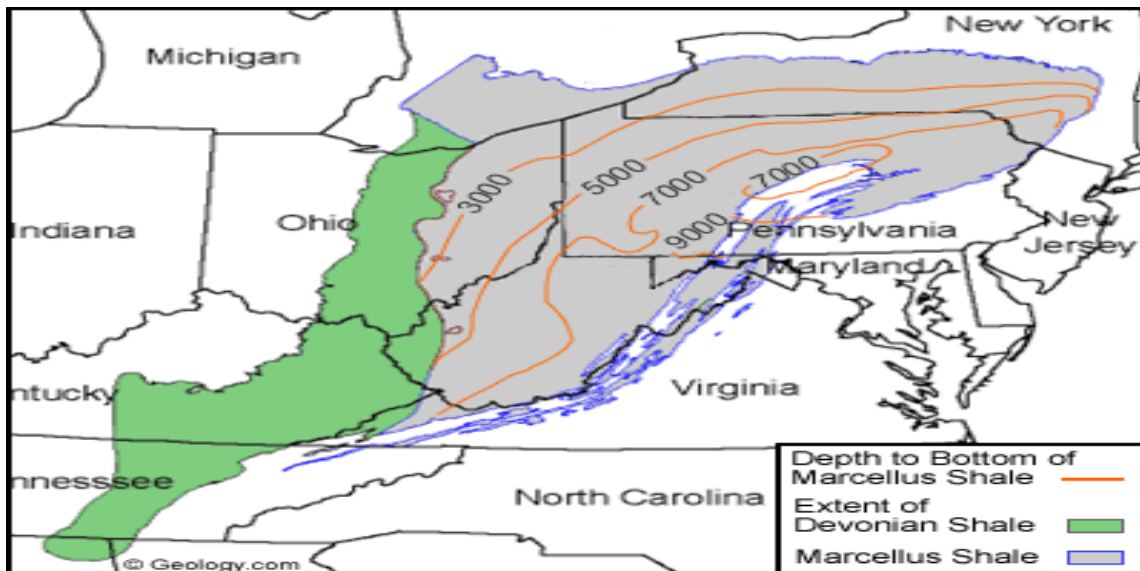 New York
Michigan
3000
5000
7000
7000
Ohio
Indiana
9000
Pennsylvania
New
Jersey
Maryland
entucky
Virginia
nnesssee
North Carolina
Depth to Bottom of
Marcellus Shale
Extent of
Devonian Shale
Marcellus Shale
© Geology.com